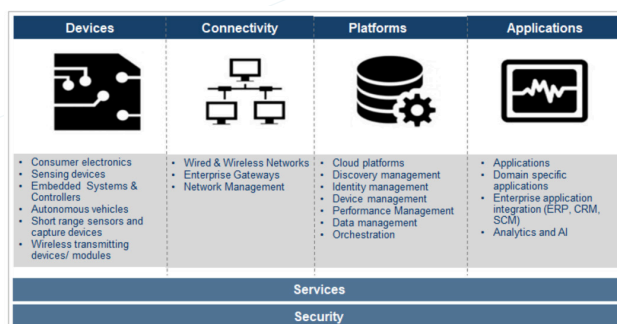 Devices
Connectivity
Platforms
Applications
• Consumer electronics
• Sensing devices
• Embedded Systems &
Controllers
• Autonomous vehicles
• Short range sensors and
capture devices
• Wireless transmitting
devices/ modules
• Wired & Wireless Networks
• Enterprise Gateways
• Network Management
• Cloud platforms
• Discovery management
• Identity management
• Device management
• Performance Management
• Data management
• Orchestration
• Applications
• Domain specific
applications
• Enterprise application
integration (ERP, CRM,
SCM)
• Analytics and AI
Services
Security